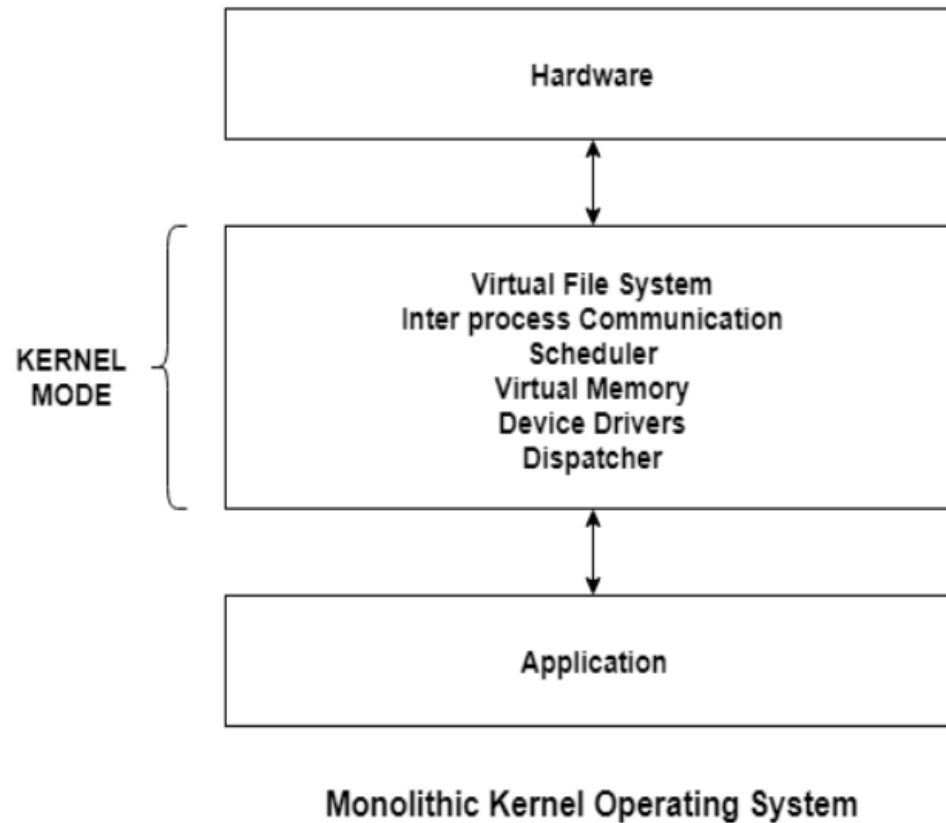 Hardware
KERNEL
MODE
Virtual File System
Inter process Communication
Scheduler
Virtual Memory
Device Drivers
Dispatcher
Application
Monolithic Kernel Operating System